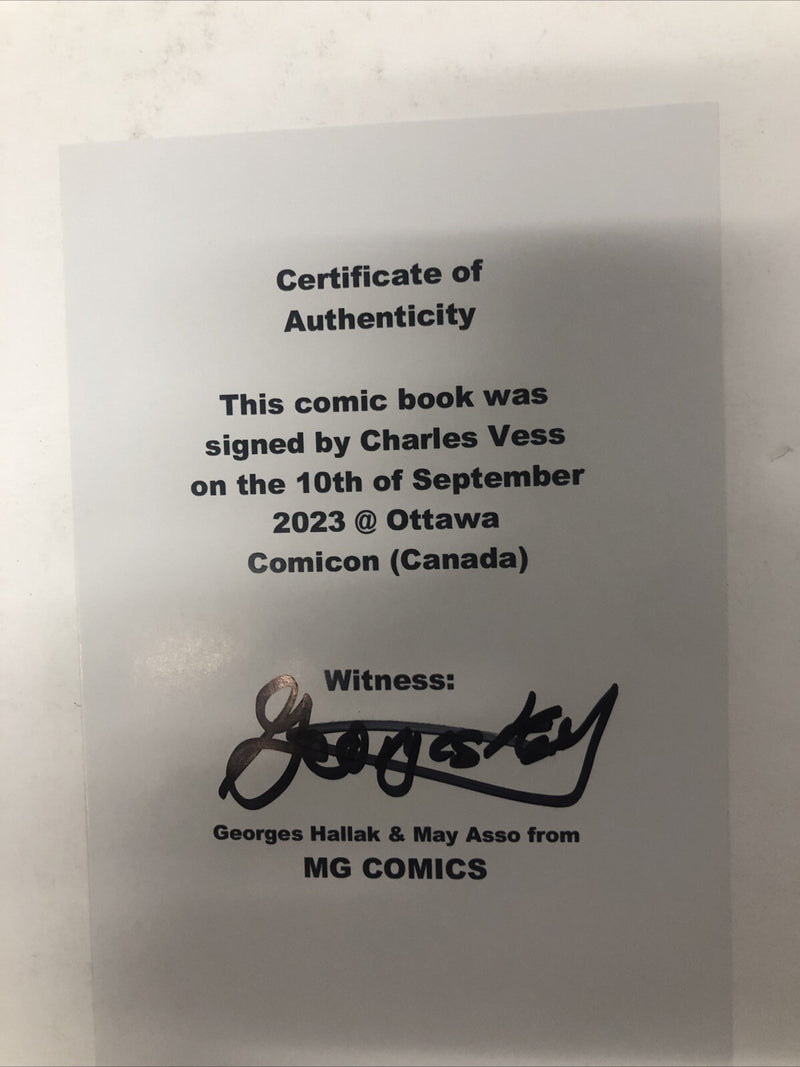 Certificate of
Authenticity
This comic book was
signed by Charles Vess
on the 10th of September
2023 @ Ottawa
Comicon (Canada)
Witness:
Georges
Georges Hallak & May Asso from
MG COMICS